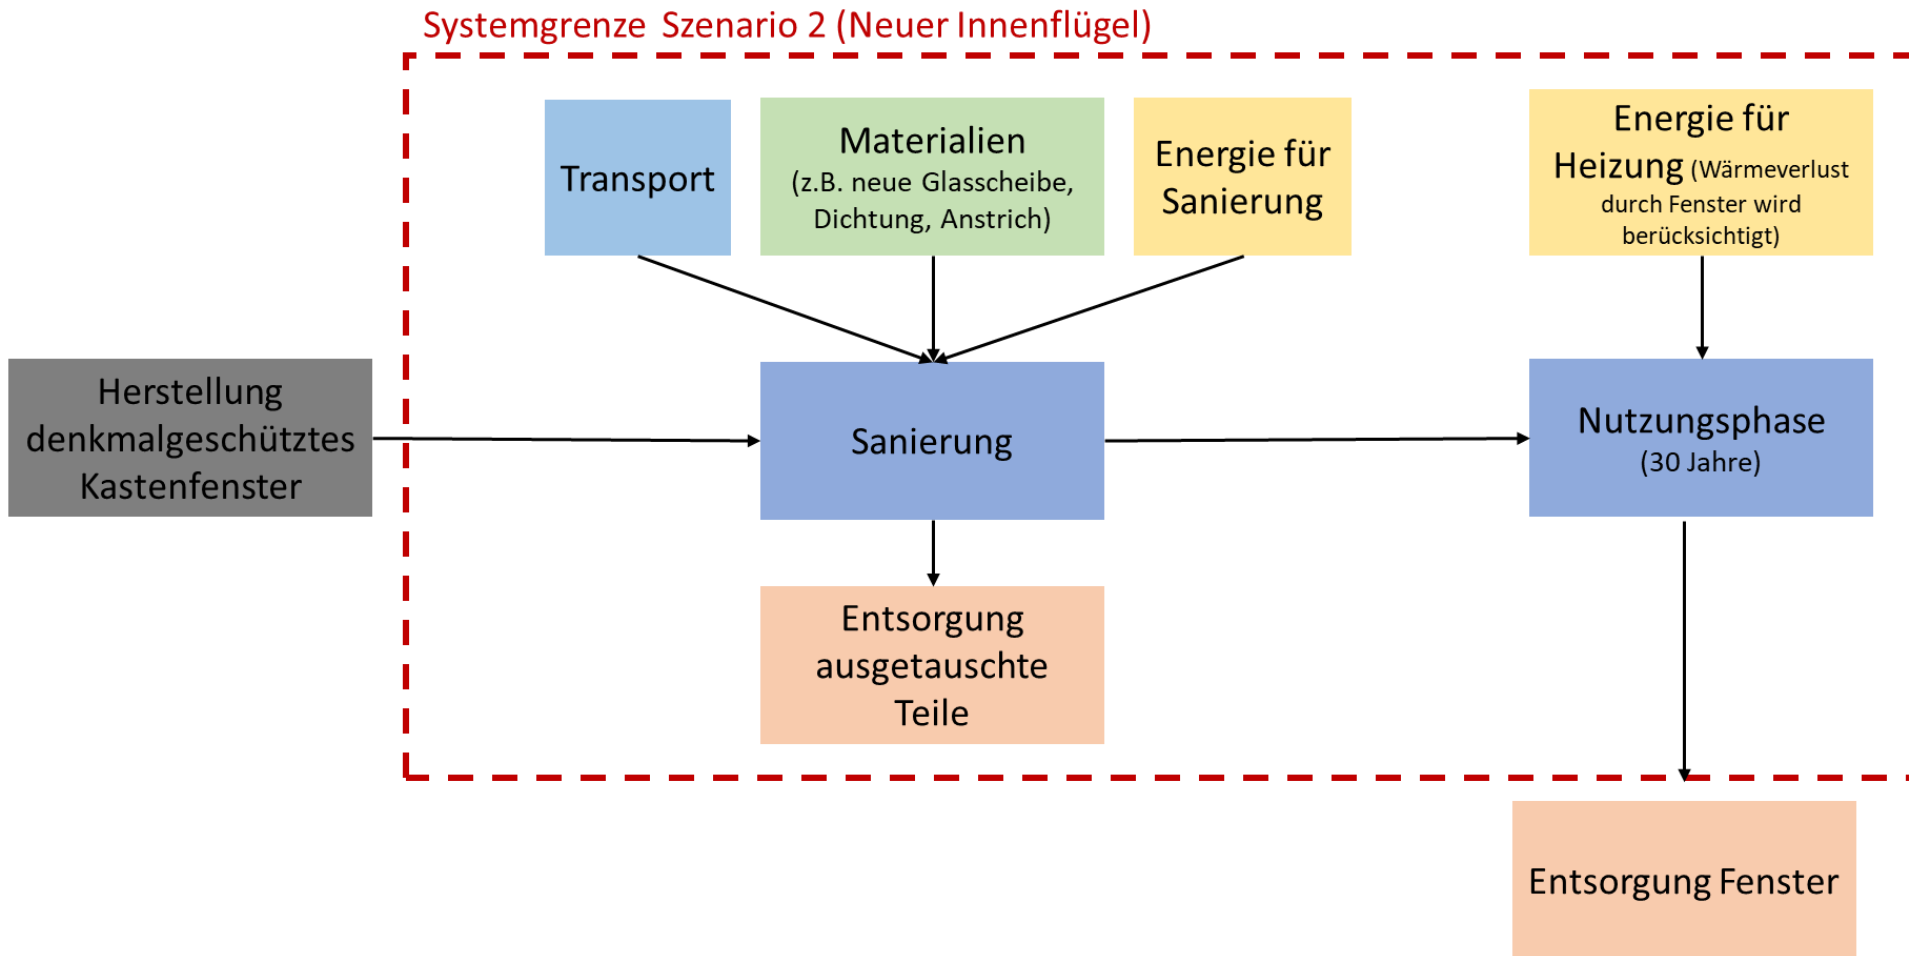 Systemgrenze Szenario 2 (Neuer Innenflügel)
Transport
Materialien
(z.B. neue Glasscheibe,
Dichtung, Anstrich)
Energie für
Sanierung
Energie für
Heizung (Wärmeverlust
durch Fenster wird
berücksichtigt)
Herstellung
denkmalgeschütztes
Kastenfenster
Sanierung
Nutzungsphase
(30 Jahre)
Entsorgung
ausgetauschte
Teile
Entsorgung Fenster